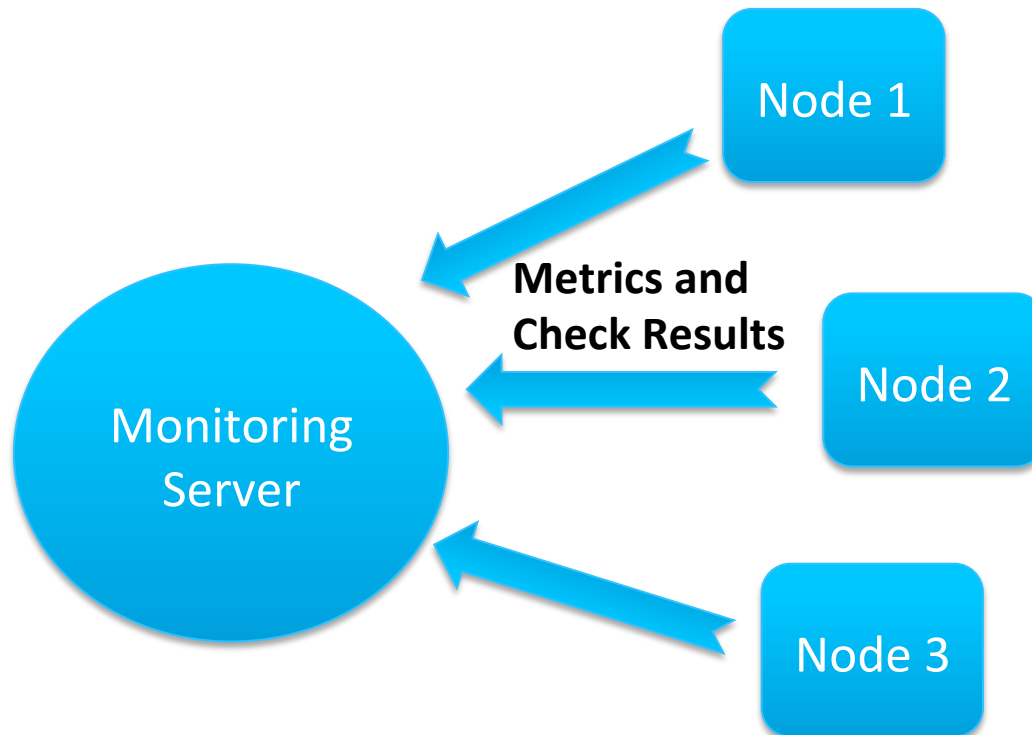 Node 1
Metrics and
Check Results
Node 2
Monitoring
Server
Node 3